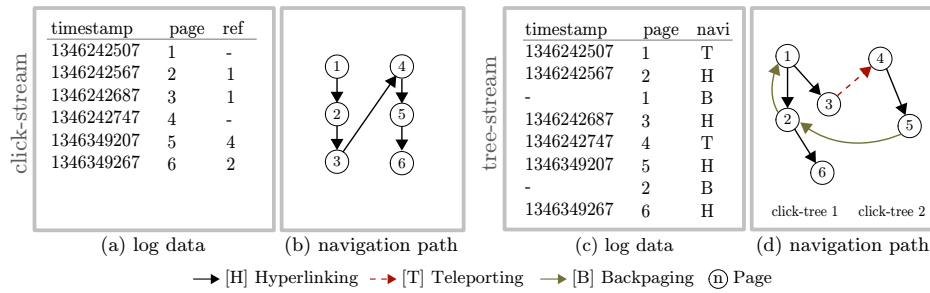 click-stream
timestamp page ref
1346242507 1 -
1346242567 2 1
1346242687 3 1
1346242747 4 -
1346349207 5 4
1346349267 6 2
1 4
2 5
3 6
(a) log data
(b) navigation path
tree-stream
timestamp page navi
1346242507 1 T
1346242567 2 H
- 1 B
1346242687 3 H
1346242747 4 T
1346349207 5 H
- 2 B
1346349267 6 H
1 4
3
2 5
6
click-tree 1 click-tree 2
(c) log data
(d) navigation path
[H] Hyperlinking [T] Teleporting [B] Backpaging n Page